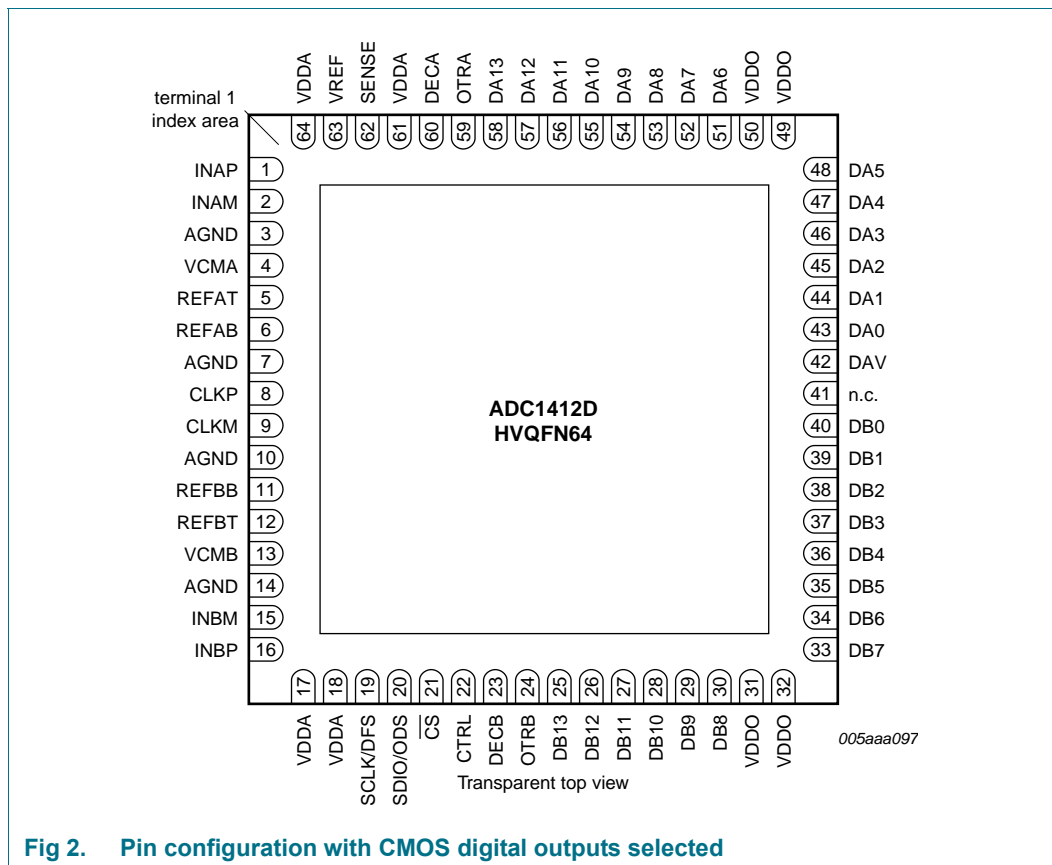 VDDA
VREF
SENSE
VDDA
DECA
OTRA
DA13
DA12
DA11
DA10
DA9
DA8
DA7
DA6
VDDO
VDDO
terminal 1
index area
64
63
62
61
60
59
58
57
56
55
54
53
52
51
50
49
INAP 1
INAM 2
AGND 3
VCMA 4
REFAT 5
REFAB 6
AGND 7
CLKP 8
CLKM 9
AGND 10
REFBB 11
REFBT 12
VCMB 13
AGND 14
INBM 15
INBP 16
ADC1412D
HVQFN64
48 DA5
47 DA4
46 DA3
45 DA2
44 DA1
43 DA0
42 DAV
41 n.c.
40 DB0
39 DB1
38 DB2
37 DB3
36 DB4
35 DB5
34 DB6
33 DB7
17
18
19
20
21
22
23
24
25
26
27
28
29
30
31
32
VDDA
VDDA
SCLK/DFS
SDIO/ODS
CS
CTRL
DECB
OTRB
DB13
DB12
DB11
DB10
DB9
DB8
VDDO
VDDO
005aaa097
Transparent top view
Fig 2. Pin configuration with CMOS digital outputs selected